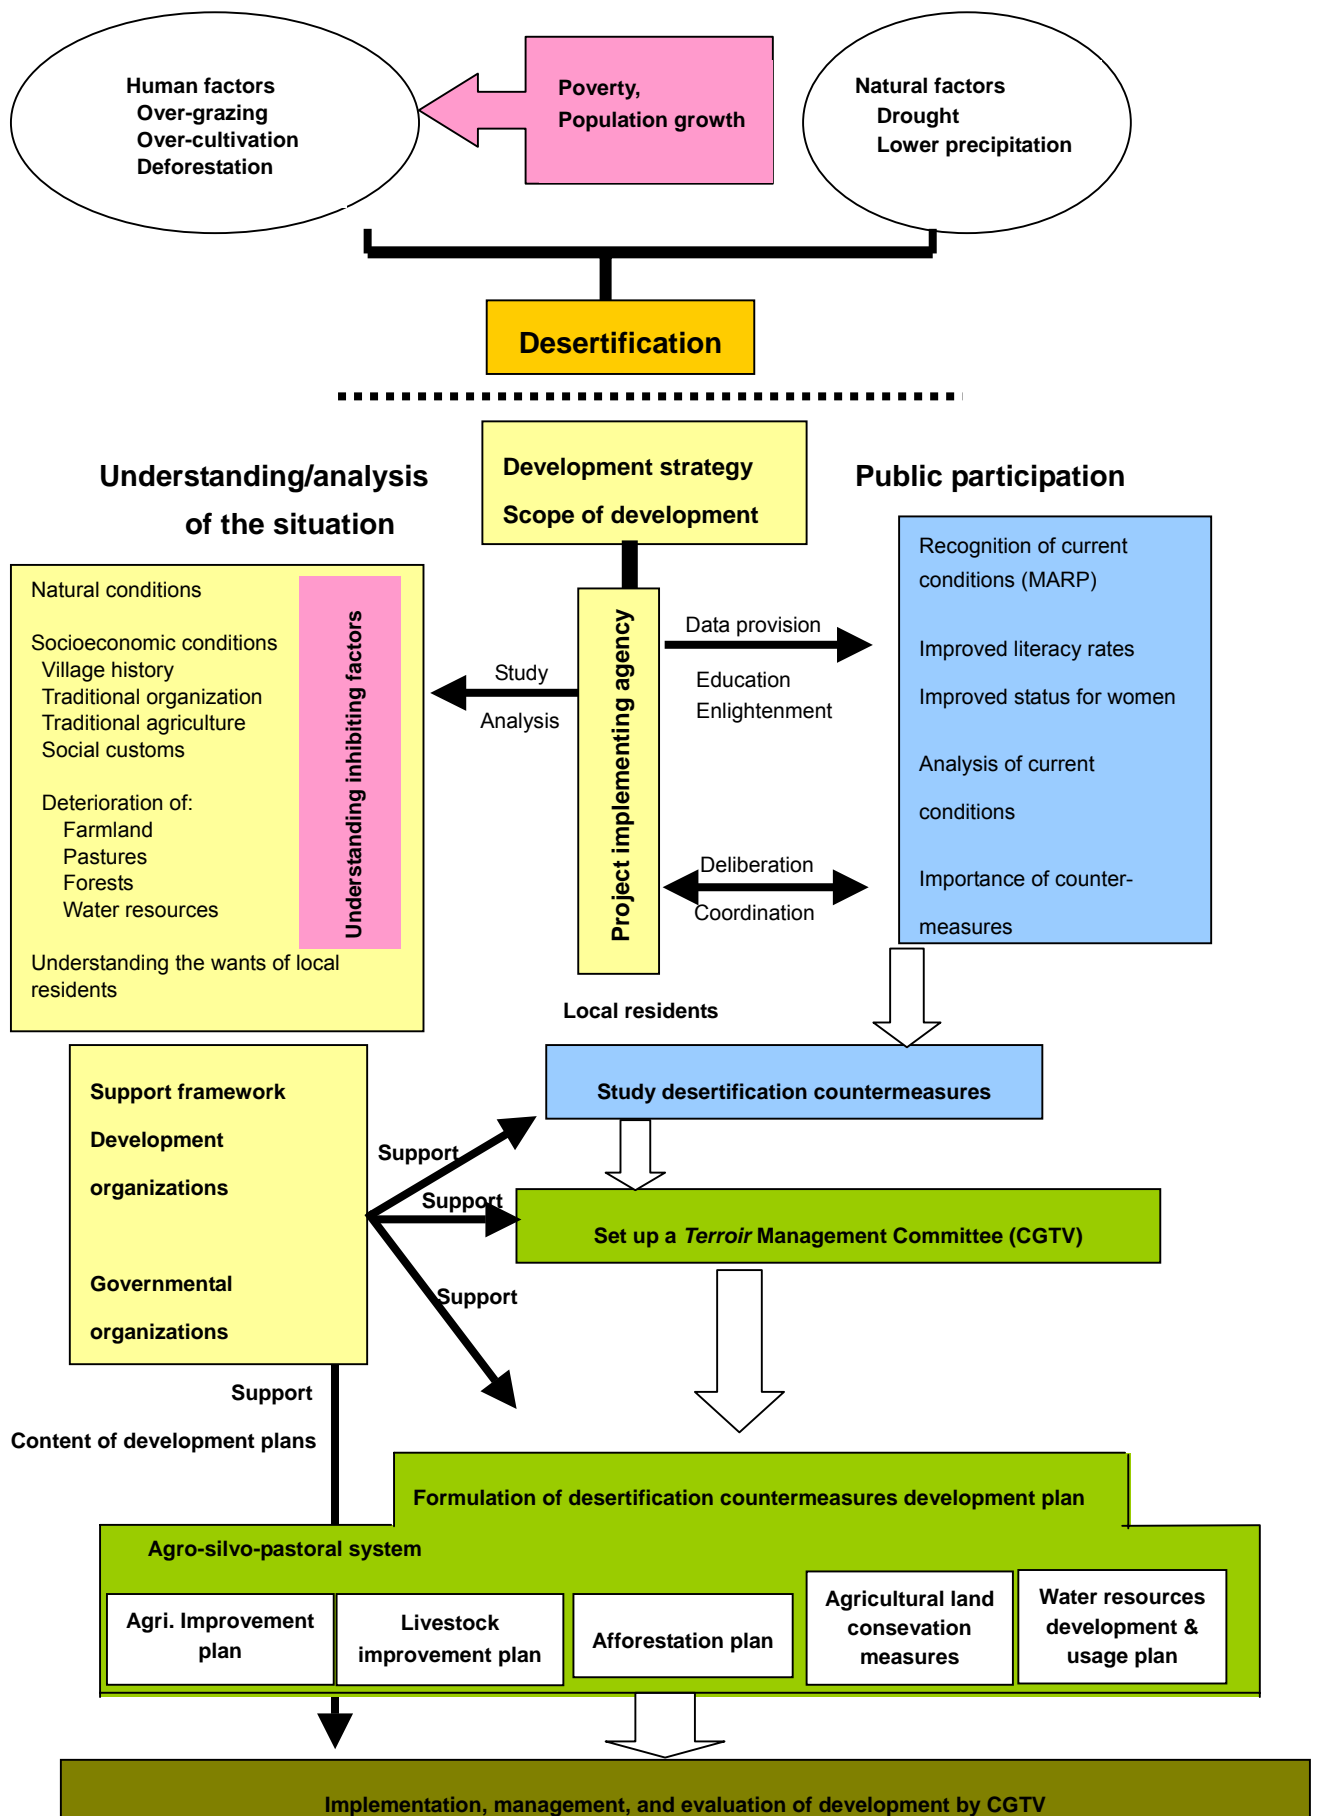 Human factors
Over-grazing
Over-cultivation
Deforestation
Poverty,
Population growth
Natural factors
Drought
Lower precipitation
Desertification
Understanding/analysis
of the situation
Development strategy
Scope of development
Public participation
Natural conditions
Socioeconomic conditions
Village history
Traditional organization
Traditional agriculture
Social customs
Deterioration of:
Farmland
Pastures
Forests
Water resources
Understanding the wants of local
residents
Understanding inhibiting factors
Study
Analysis
Project implementing agency
Data provision
Education
Enlightenment
Deliberation
Coordination
Recognition of current
conditions (MARP)
Improved literacy rates
Improved status for women
Analysis of current
conditions
Importance of counter-
measures
Local residents
Support framework
Development
organizations
Governmental
organizations
Support
Support
Support
Study desertification countermeasures
Set up a Terroir Management Committee (CGTV)
Support
Content of development plans
Formulation of desertification countermeasures development plan
Agro-silvo-pastoral system
Agri. Improvement
plan
Livestock
improvement plan
Afforestation plan
Agricultural land
consevation
measures
Water resources
development &
usage plan
Implementation, management, and evaluation of development by CGTV